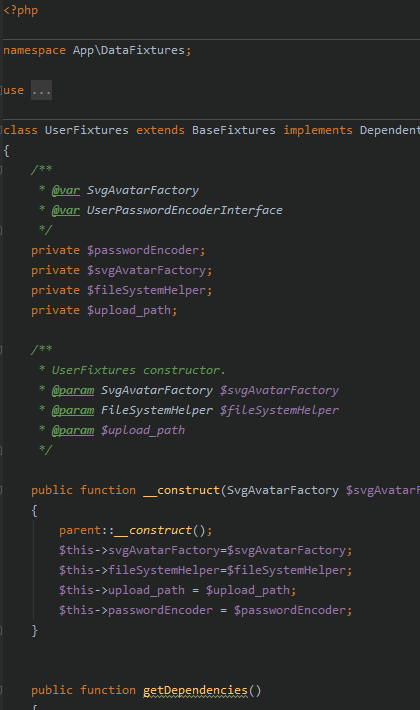 <?php
namespace App\DataFixtures;
use ...
class UserFixtures extends BaseFixtures implements Dependent
{
/**
* @var SvgAvatarFactory
* @var UserPasswordEncoderInterface
*/
private $passwordEncoder;
private $svgAvatarFactory;
private $fileSystemHelper;
private $upload_path;
/**
* UserFixtures constructor.
* @param SvgAvatarFactory $svgAvatarFactory
* @param FileSystemHelper $fileSystemHelper
* @param $upload_path
*/
public function __construct(SvgAvatarFactory $svgAvatarF
{
parent::__construct();
$this->svgAvatarFactory=$svgAvatarFactory;
$this->fileSystemHelper=$fileSystemHelper;
$this->upload_path = $upload_path;
$this->passwordEncoder = $passwordEncoder;
}
public function getDependencies()
{